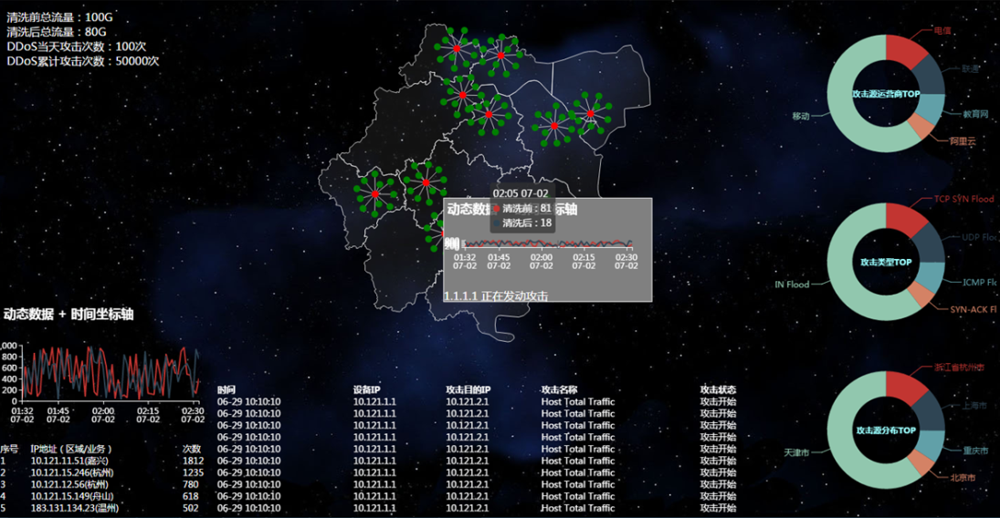 清洗前总流量：100G
清洗后总流量：80G
DDoS当天攻击次数：100次
DDoS累计攻击次数：50000次
电信
联通
攻击源运营商TOP
教育网
移动
阿里云
02:05 07-02
动态数据
标轴
清洗前：81
清洗后：18
01:32 01:45 02:00 02:15 02:30
07-02 07-02 07-02 07-02 07-02
1.1.1.1 正在发动攻击
TCP SYN Flood
UDP Floo
攻击类型TOP
ICMP Flo
IN Flood
SYN-ACK Fl
动态数据 + 时间坐标轴
,000
800
600
400
200
0
01:32 01:45 02:00 02:15 02:30
07-02 07-02 07-02 07-02 07-02
浙江省杭州市
上海市
攻击源分布TOP
重庆市
天津市
北京市
时间 设备IP 攻击目的IP 攻击名称 攻击状态
06-29 10:10:10 10.121.1.1 10.121.2.1 Host Total Traffic 攻击开始
06-29 10:10:10 10.121.1.1 10.121.2.1 Host Total Traffic 攻击开始
06-29 10:10:10 10.121.1.1 10.121.2.1 Host Total Traffic 攻击开始
06-29 10:10:10 10.121.1.1 10.121.2.1 Host Total Traffic 攻击开始
06-29 10:10:10 10.121.1.1 10.121.2.1 Host Total Traffic 攻击开始
06-29 10:10:10 10.121.1.1 10.121.2.1 Host Total Traffic 攻击开始
06-29 10:10:10 10.121.1.1 10.121.2.1 Host Total Traffic 攻击开始
06-29 10:10:10 10.121.1.1 10.121.2.1 Host Total Traffic 攻击开始
06-29 10:10:10 10.121.1.1 10.121.2.1 Host Total Traffic 攻击开始
06-29 10:10:10 10.121.1.1 10.121.2.1 Host Total Traffic 攻击开始
序号 IP地址（区域/业务） 次数
1 10.121.11.51(嘉兴) 1812
2 10.121.15.246(杭州) 1235
3 10.121.12.56(杭州) 780
4 10.121.15.149(舟山) 618
5 183.131.134.23(温州) 502